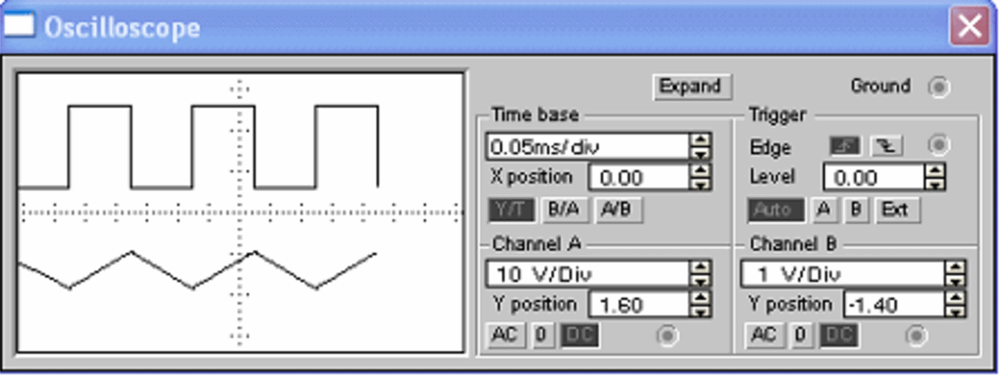 Oscilloscope
Expand
Ground
Time base
0.05ms/div
X position 0.00
Y/T B/A A/B
Trigger
Edge
Level 0.00
Auto A B Ext
Channel A
10 V/Div
Y position 1.60
AC 0 DC
Channel B
1 V/Div
Y position -1.40
AC 0 DC